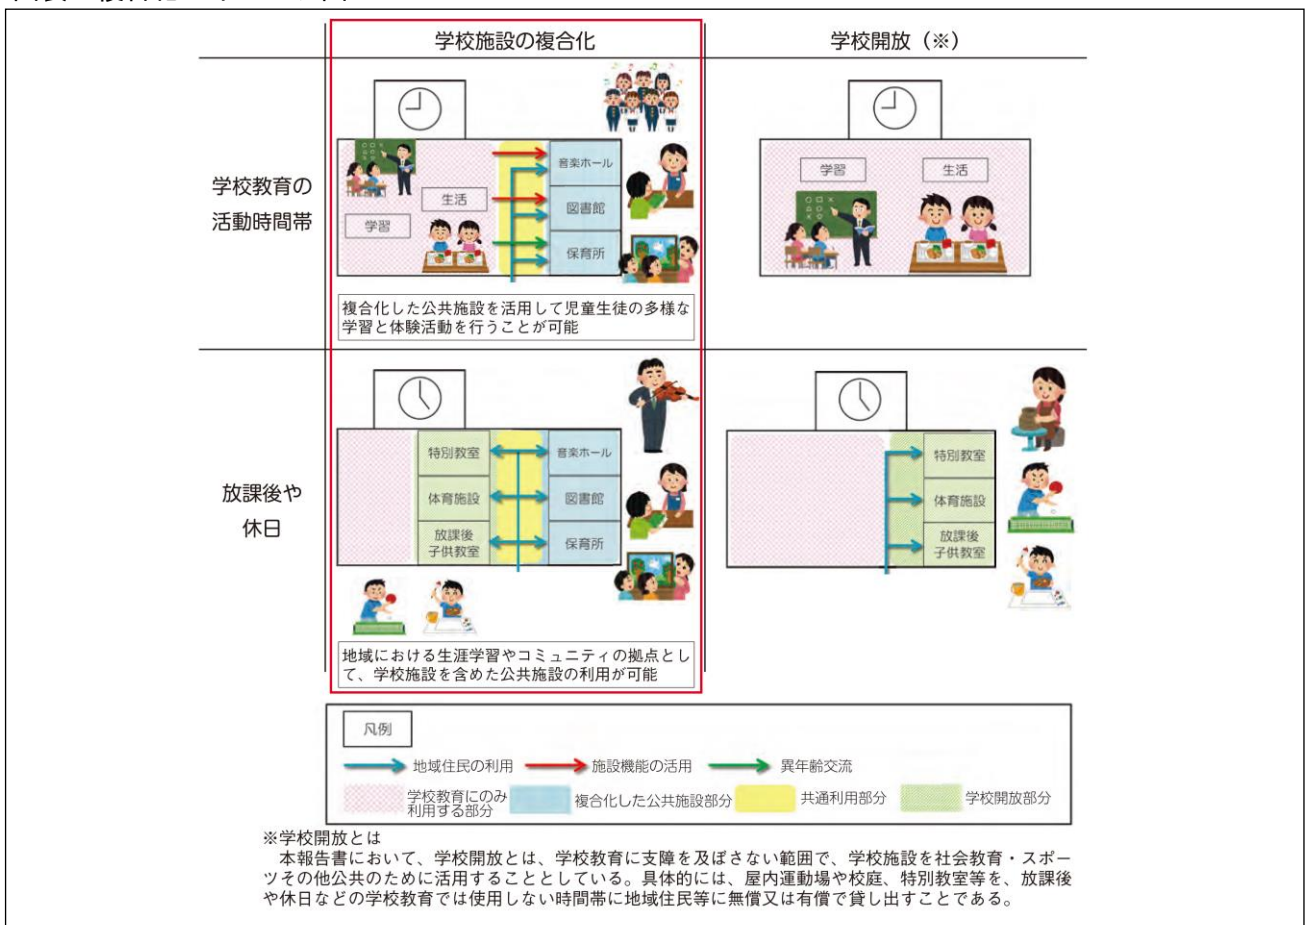 学校施設の複合化
学校開放（※）
学校教育の
活動時間帯
学習
生活
音楽ホール
図書館
保育所
複合化した公共施設を活用して児童生徒の多様な
学習と体験活動を行うことが可能
学習
生活
放課後や
休日
特別教室
体育施設
放課後
子供教室
音楽ホール
図書館
保育所
地域における生涯学習やコミュニティの拠点とし
て、学校施設を含めた公共施設の利用が可能
特別教室
体育施設
放課後
子供教室
凡例
地域住民の利用
施設機能の活用
異年齢交流
学校教育にのみ
利用する部分
複合化した公共施設部分
共通利用部分
学校開放部分
※学校開放とは
本報告書において、学校開放とは、学校教育に支障を及ぼさない範囲で、学校施設を社会教育・スポー
ツその他公共のために活用することとしている。具体的には、屋内運動場や校庭、特別教室等を、放課後
や休日などの学校教育では使用しない時間帯に地域住民等に無償又は有償で貸し出すことである。